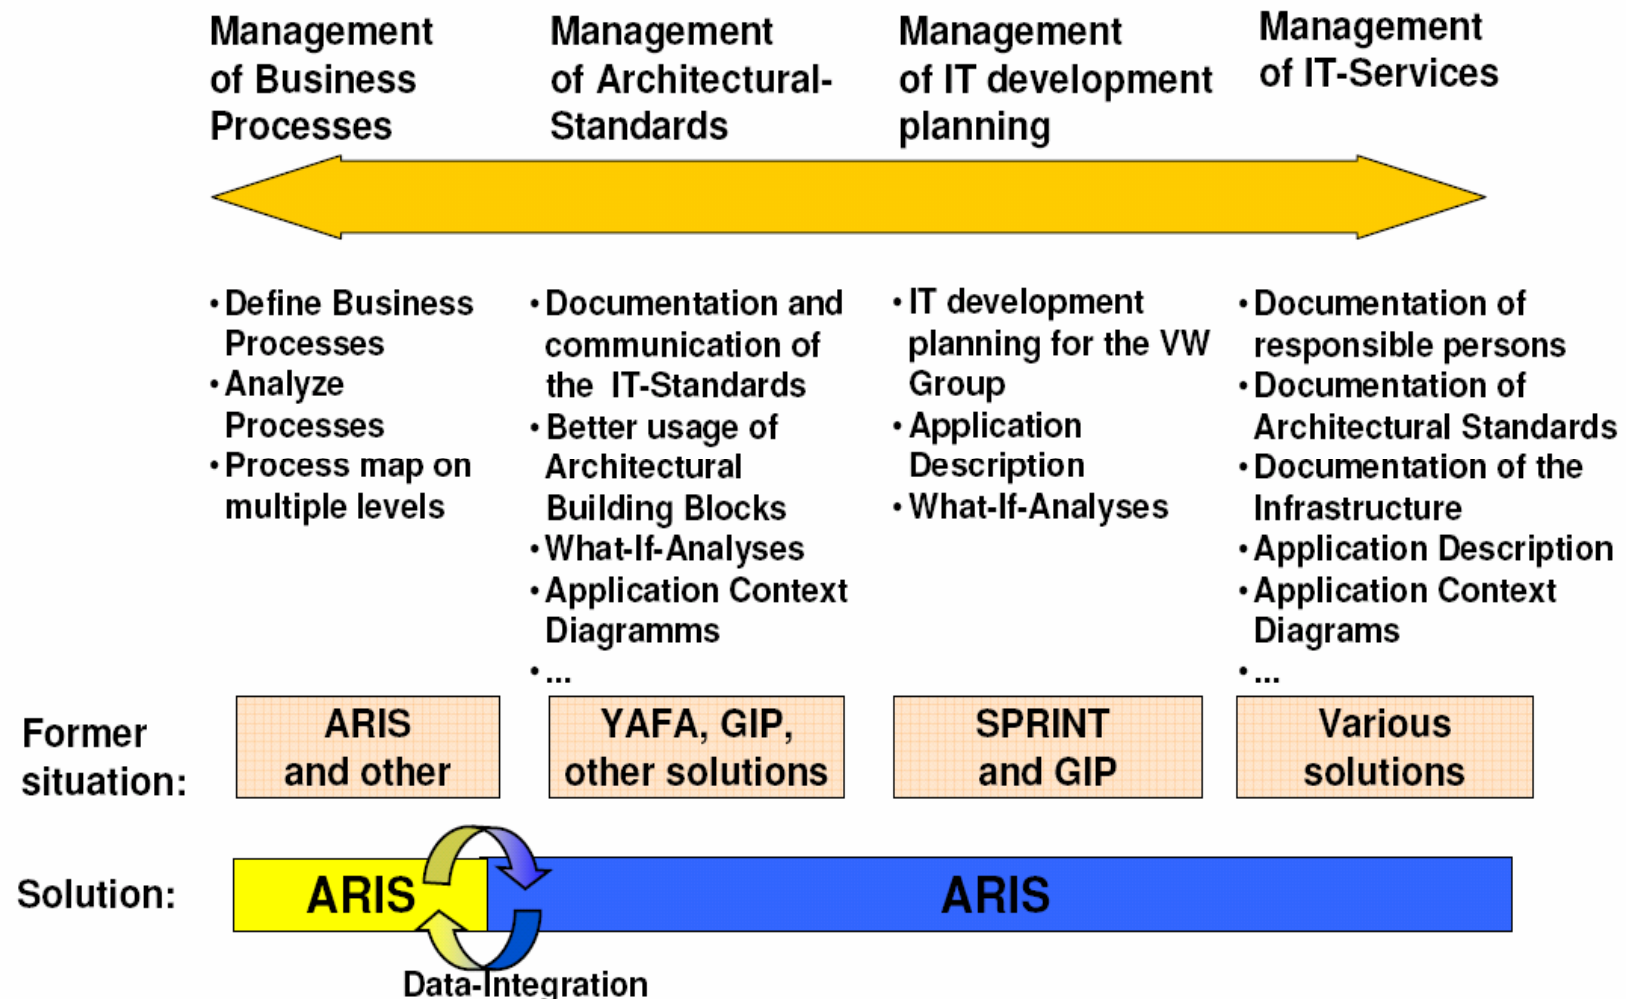 Management
of Business
Processes
Management
of Architectural-
Standards
Management
of IT development
planning
Management
of IT-Services
• Define Business
Processes
• Analyze
Processes
• Process map on
multiple levels
• Documentation and
communication of
the IT-Standards
• Better usage of
Architectural
Building Blocks
• What-If-Analyses
• Application Context
Diagramms
• ...
• IT development
planning for the VW
Group
• Application
Description
• What-If-Analyses
• Documentation of
responsible persons
• Documentation of
Architectural Standards
• Documentation of the
Infrastructure
• Application Description
• Application Context
Diagrams
• ...
Former
situation:
ARIS
and other
YAFA, GIP,
other solutions
SPRINT
and GIP
Various
solutions
Solution:
ARIS
ARIS
Data-Integration